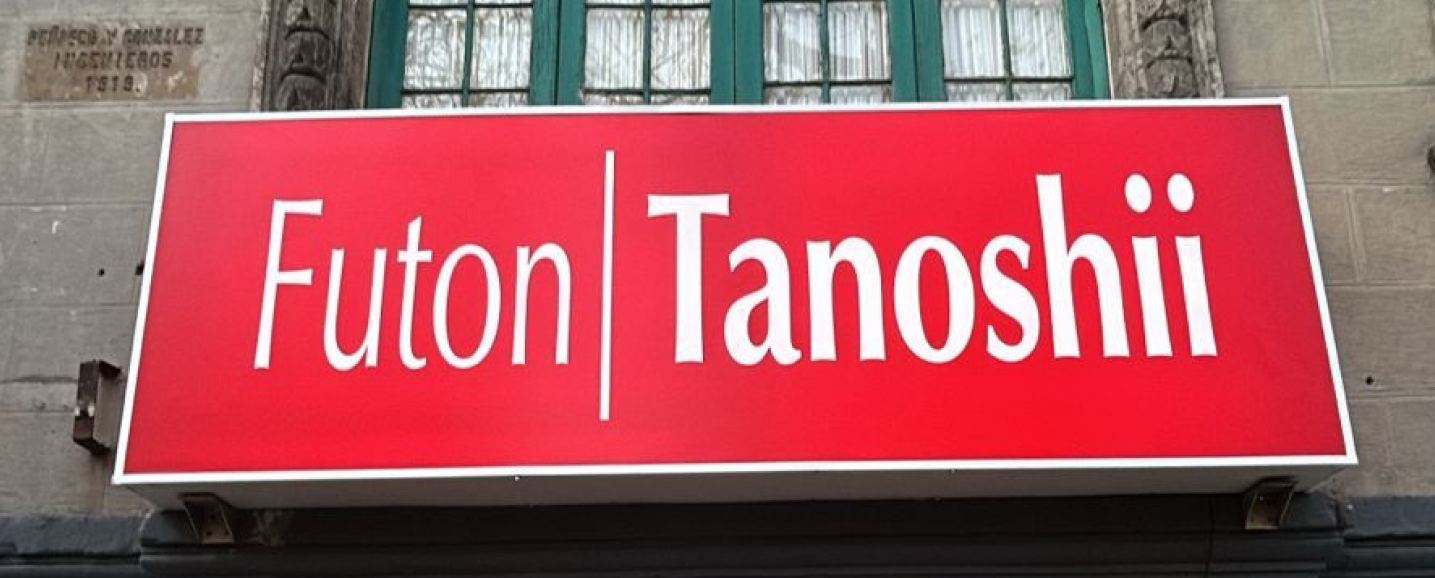 INGENIEROS
Futon | Tanoshii